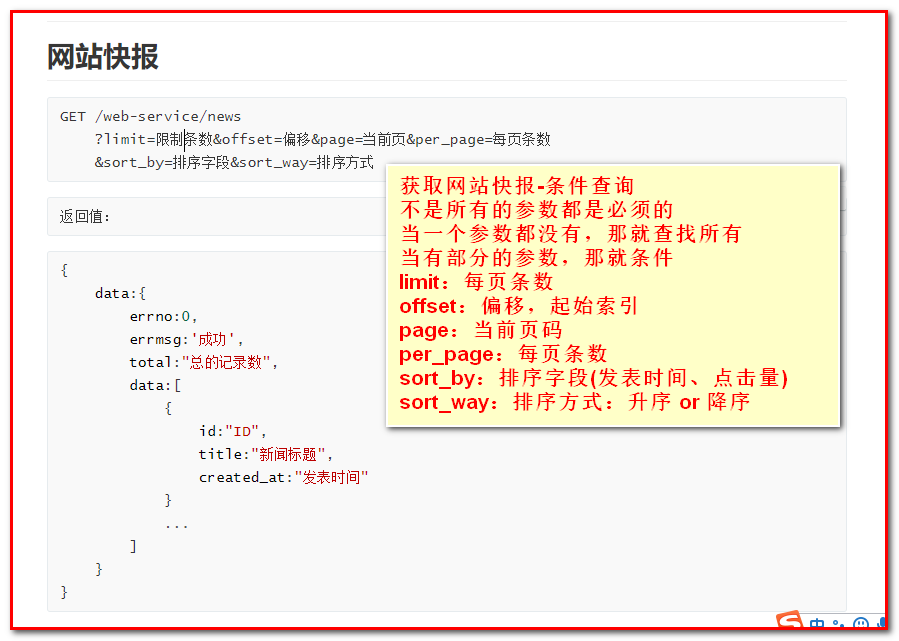 网站快报
GET /web-service/news
?limit=限制条数&offset=偏移&page=当前页&per_page=每页条数
&sort_by=排序字段&sort_way=排序方式
获取网站快报-条件查询
不是所有的参数都是必须的
当一个参数都没有，那就查找所有
当有部分的参数，那就条件
limit：每页条数
offset：偏移，起始索引
page：当前页码
per_page：每页条数
sort_by：排序字段(发表时间、点击量)
sort_way：排序方式：升序 or 降序
返回值:
{
data:{
errno:0,
errmsg:'成功',
total:"总的记录数",
data:[
{
id:"ID",
title:"新闻标题",
created_at:"发表时间"
}
...
]
}
}
中